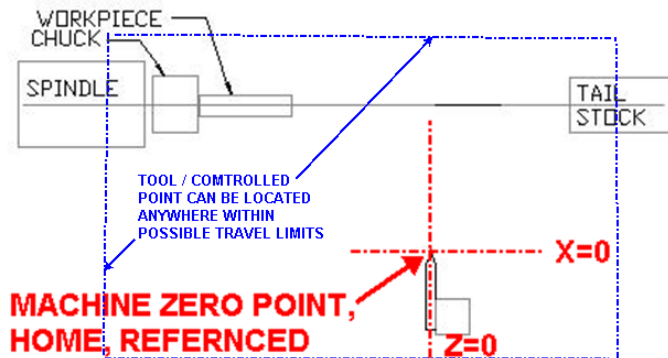 WORKPIECE
CHUCK
SPINDLE
TAIL
STOCK
TOOL / COMTROLLED
POINT CAN BE LOCATED
ANYWHERE WITHIN
POSSIBLE TRAVEL LIMITS
X=0
MACHINE ZERO POINT,
HOME, REFERNCED
Z=0